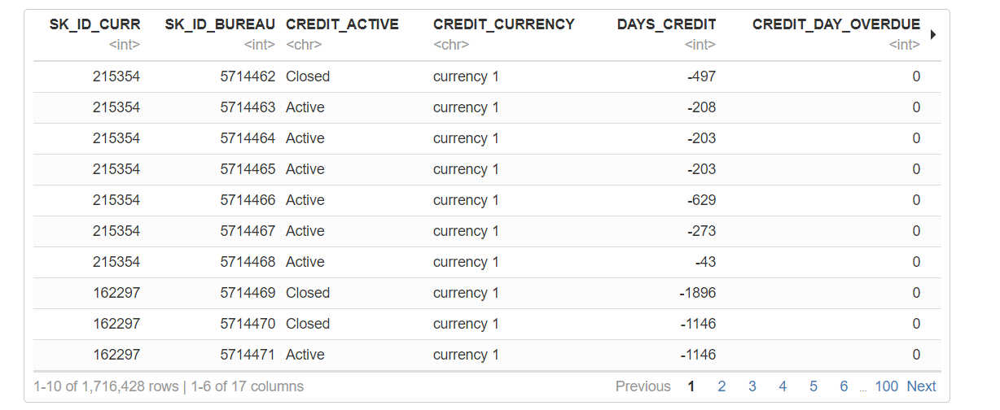 SK_ID_CURR SK_ID_BUREAU CREDIT_ACTIVE CREDIT_CURRENCY DAYS_CREDIT CREDIT_DAY_OVERDUE
<int> <int> <chr> <chr> <int> <int>
215354 5714462 Closed currency 1 -497 0
215354 5714463 Active currency 1 -208 0
215354 5714464 Active currency 1 -203 0
215354 5714465 Active currency 1 -203 0
215354 5714466 Active currency 1 -629 0
215354 5714467 Active currency 1 -273 0
215354 5714468 Active currency 1 -43 0
162297 5714469 Closed currency 1 -1896 0
162297 5714470 Closed currency 1 -1146 0
162297 5714471 Active currency 1 -1146 0
1-10 of 1,716,428 rows | 1-6 of 17 columns Previous 1 2 3 4 5 6 ... 100 Next